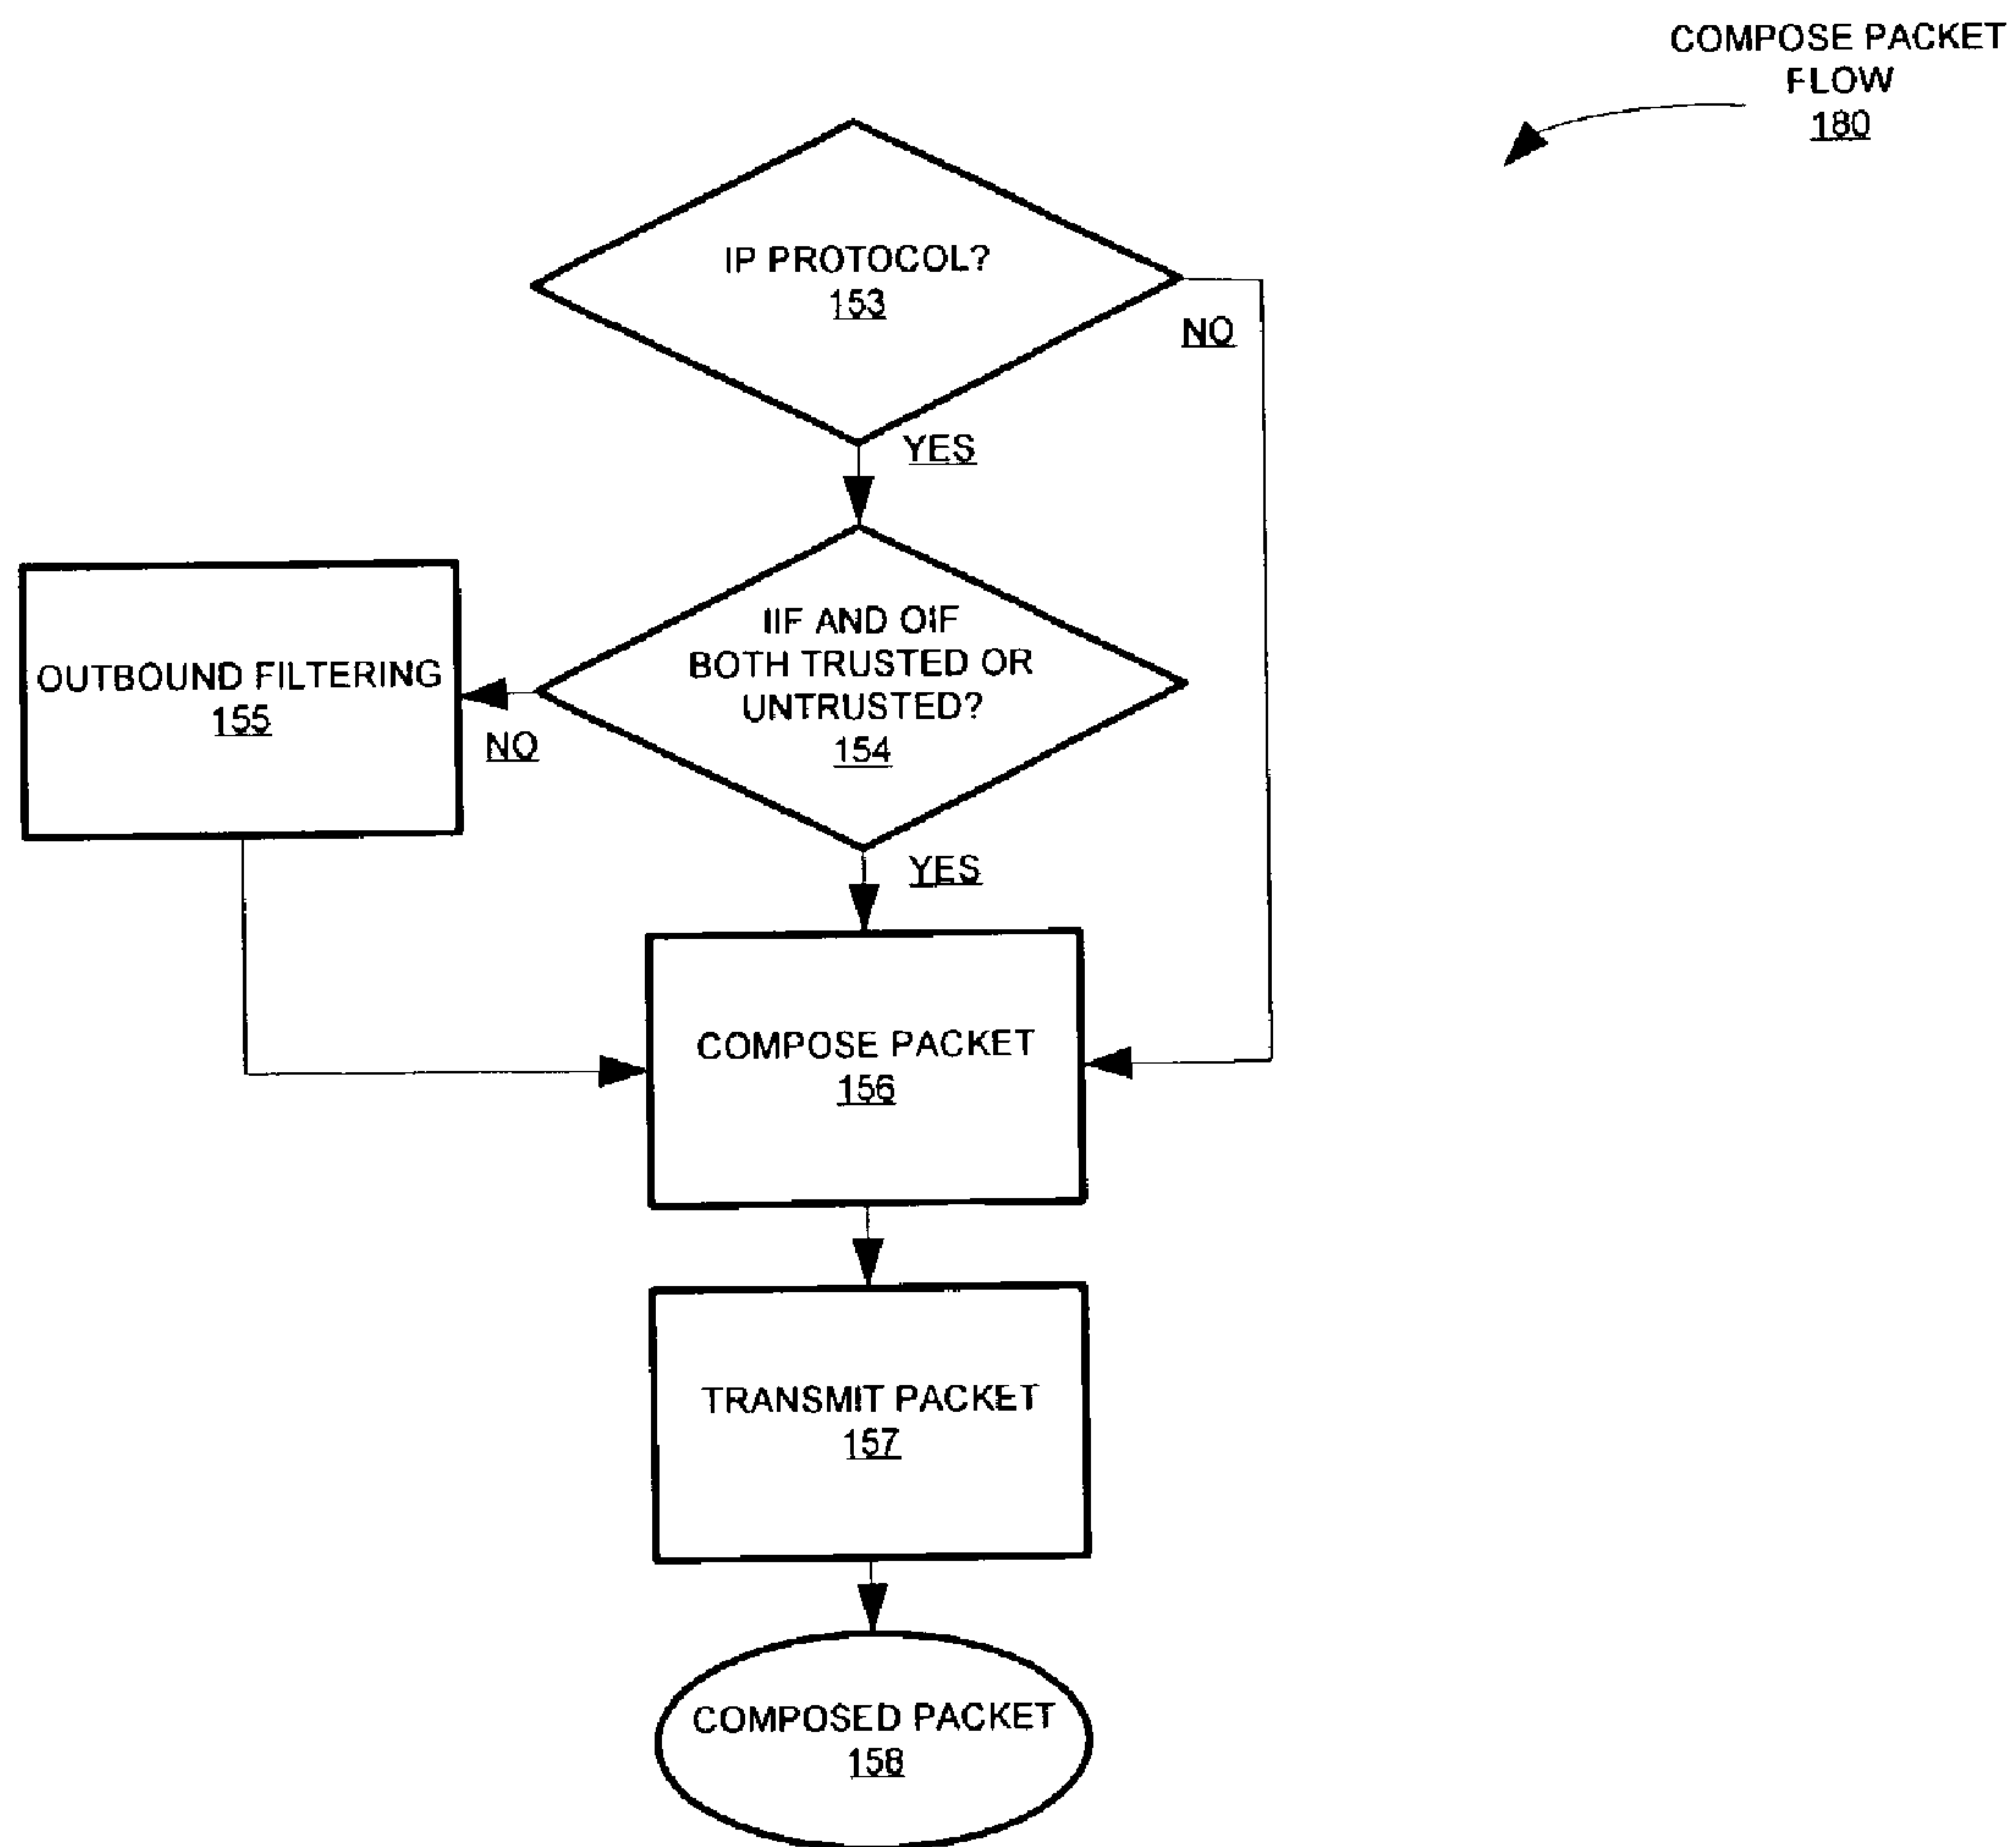 COMPOSE PACKET
FLOW
180
IP PROTOCOL?
153
NO
YES
IIF AND OIF
BOTH TRUSTED OR
UNTRUSTED?
154
OUTBOUND FILTERING
155
NO
YES
COMPOSE PACKET
156
TRANSMIT PACKET
157
COMPOSED PACKET
158